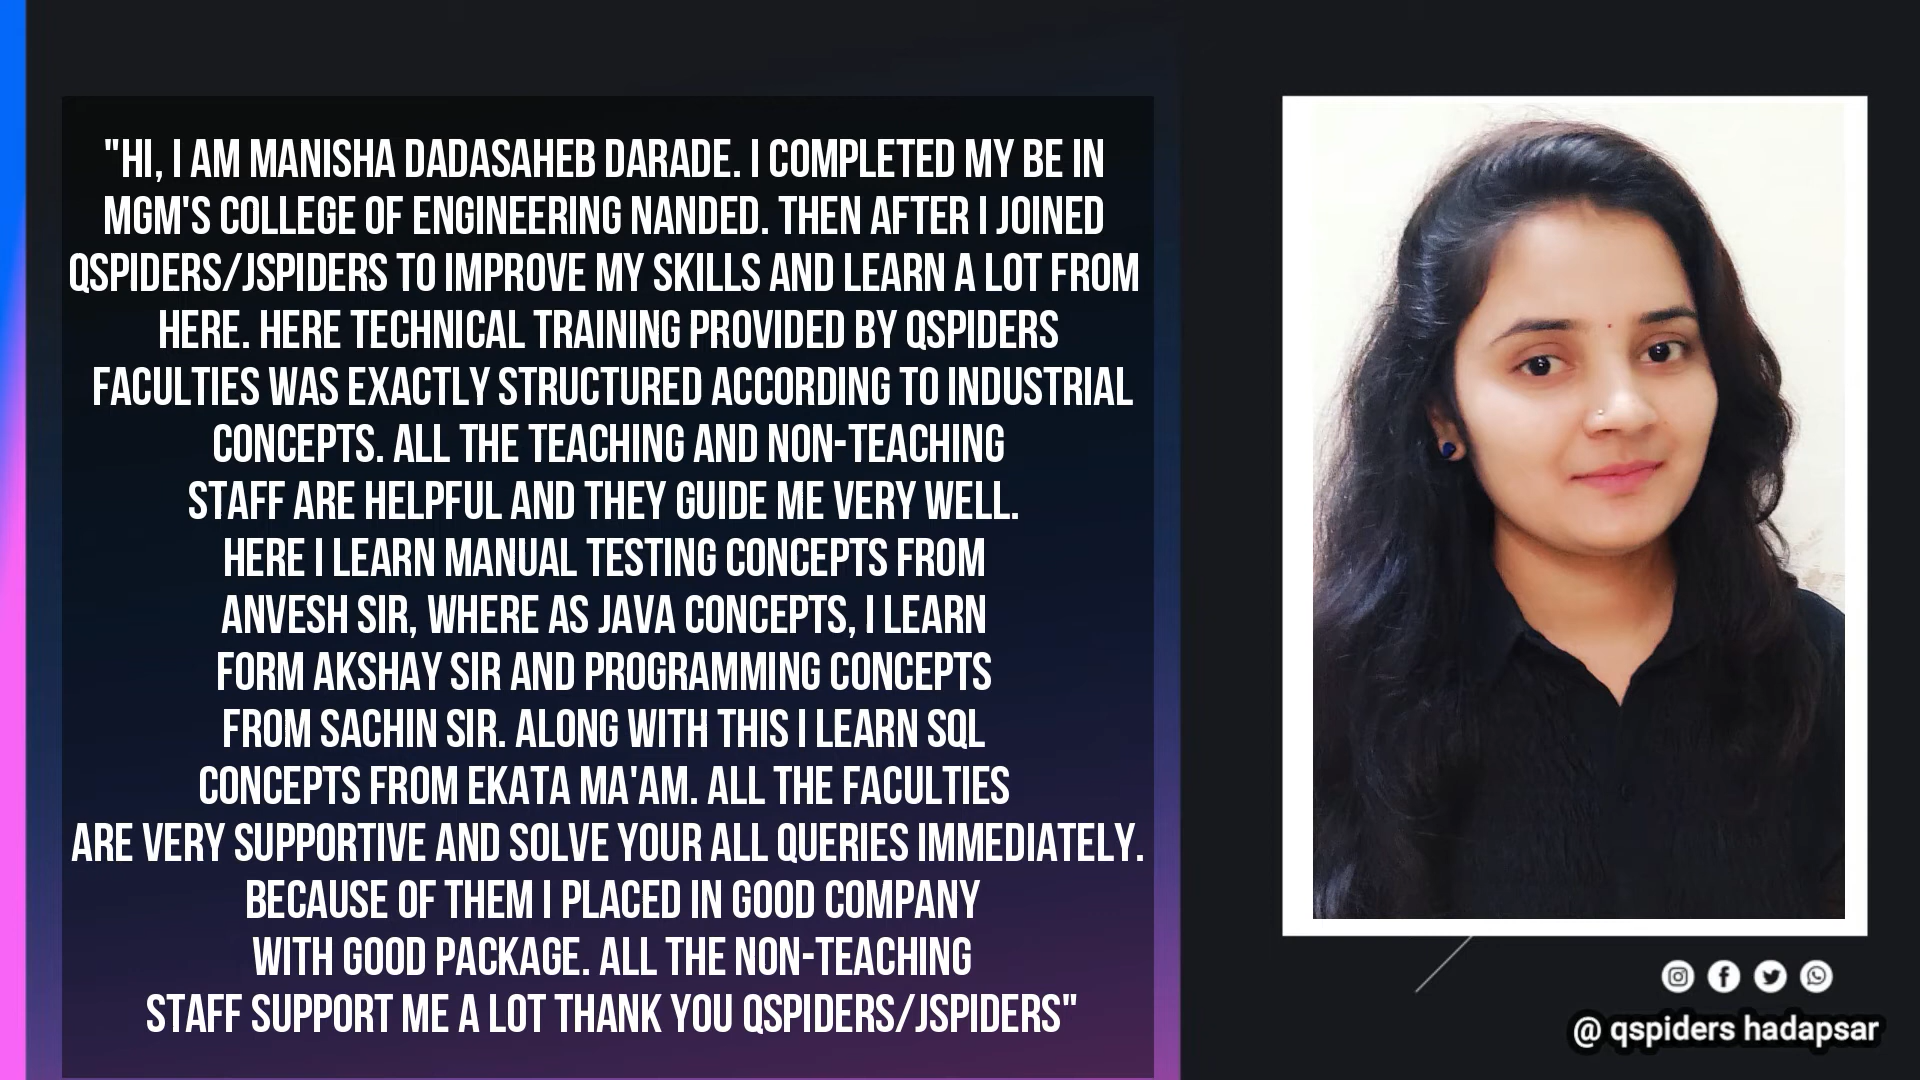 "HI, I AM MANISHA DADASAHEB DARADE. I COMPLETED MY BE IN
MGM'S COLLEGE OF ENGINEERING NANDED. THEN AFTER I JOINED
QSPIDERS/JSPIDERS TO IMPROVE MY SKILLS AND LEARN A LOT FROM
HERE. HERE TECHNICAL TRAINING PROVIDED BY QSPIDERS
FACULTIES WAS EXACTLY STRUCTURED ACCORDING TO INDUSTRIAL
CONCEPTS. ALL THE TEACHING AND NON-TEACHING
STAFF ARE HELPFUL AND THEY GUIDE ME VERY WELL.
HERE I LEARN MANUAL TESTING CONCEPTS FROM
ANVESH SIR, WHERE AS JAVA CONCEPTS, I LEARN
FORM AKSHAY SIR AND PROGRAMMING CONCEPTS
FROM SACHIN SIR. ALONG WITH THIS I LEARN SQL
CONCEPTS FROM EKATA MA'AM. ALL THE FACULTIES
ARE VERY SUPPORTIVE AND SOLVE YOUR ALL QUERIES IMMEDIATELY.
BECAUSE OF THEM I PLACED IN GOOD COMPANY
WITH GOOD PACKAGE. ALL THE NON-TEACHING
STAFF SUPPORT ME A LOT THANK YOU QSPIDERS/JSPIDERS"
@ qspiders hadapsar